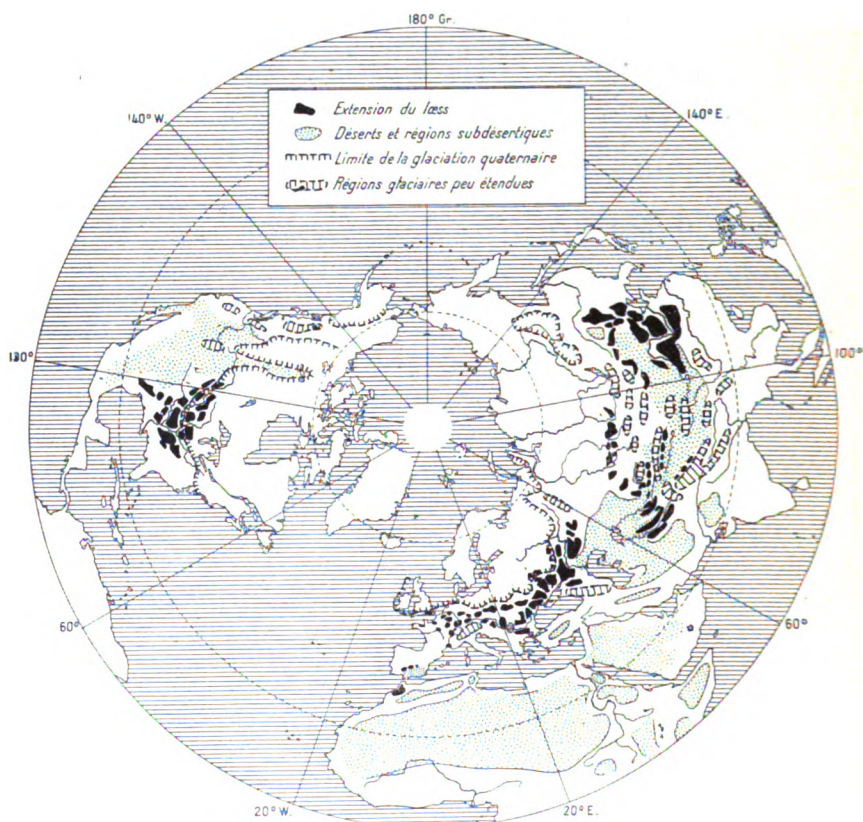 180° Gr.
140° W.
140° E.
Extension du lœss
Déserts et régions subdésertiques
Limite de la glaciation quaternaire
Régions glaciaires peu étendues
100°
60°
60°
20° W.
20° E.